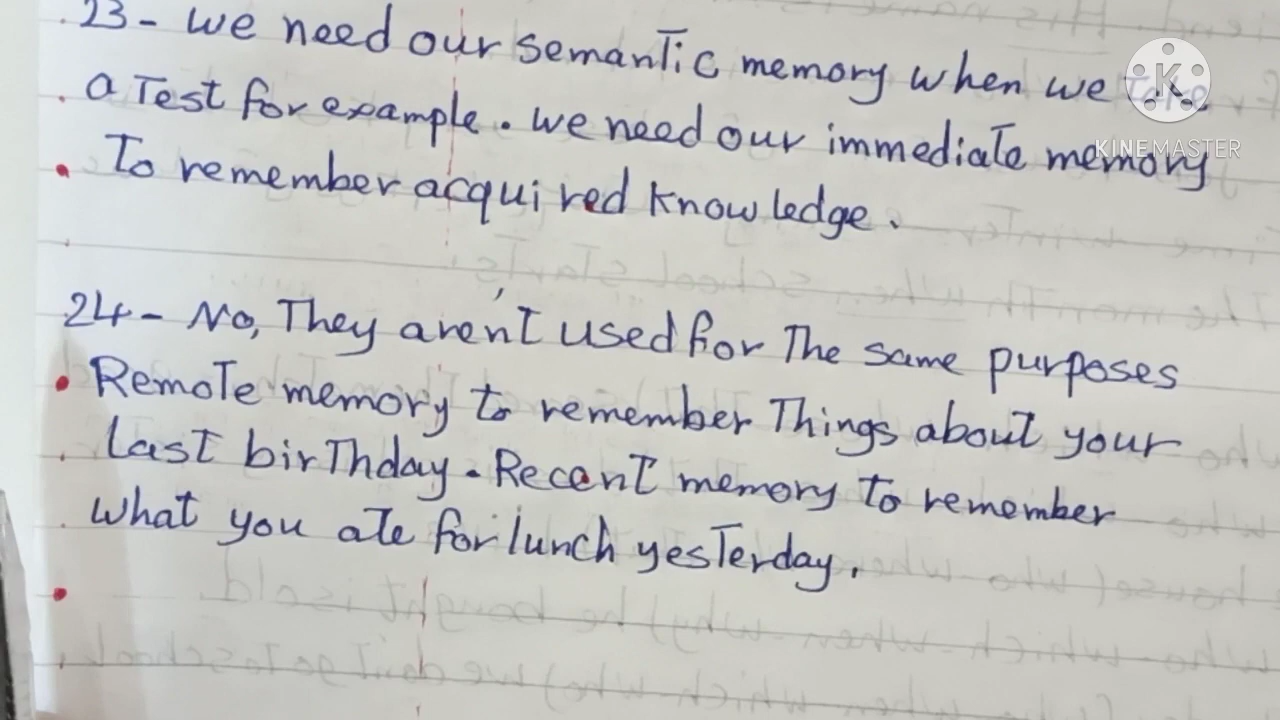 23- we need our semantic memory when we take
a Test for example. we need our immediate memory
To remember acquired knowledge.
24- No, They aren't used for The same purposes
Remote memory to remember Things about your
last birthday. Recent memory to remember
what you ate for lunch yesterday.
K
KINEMASTER